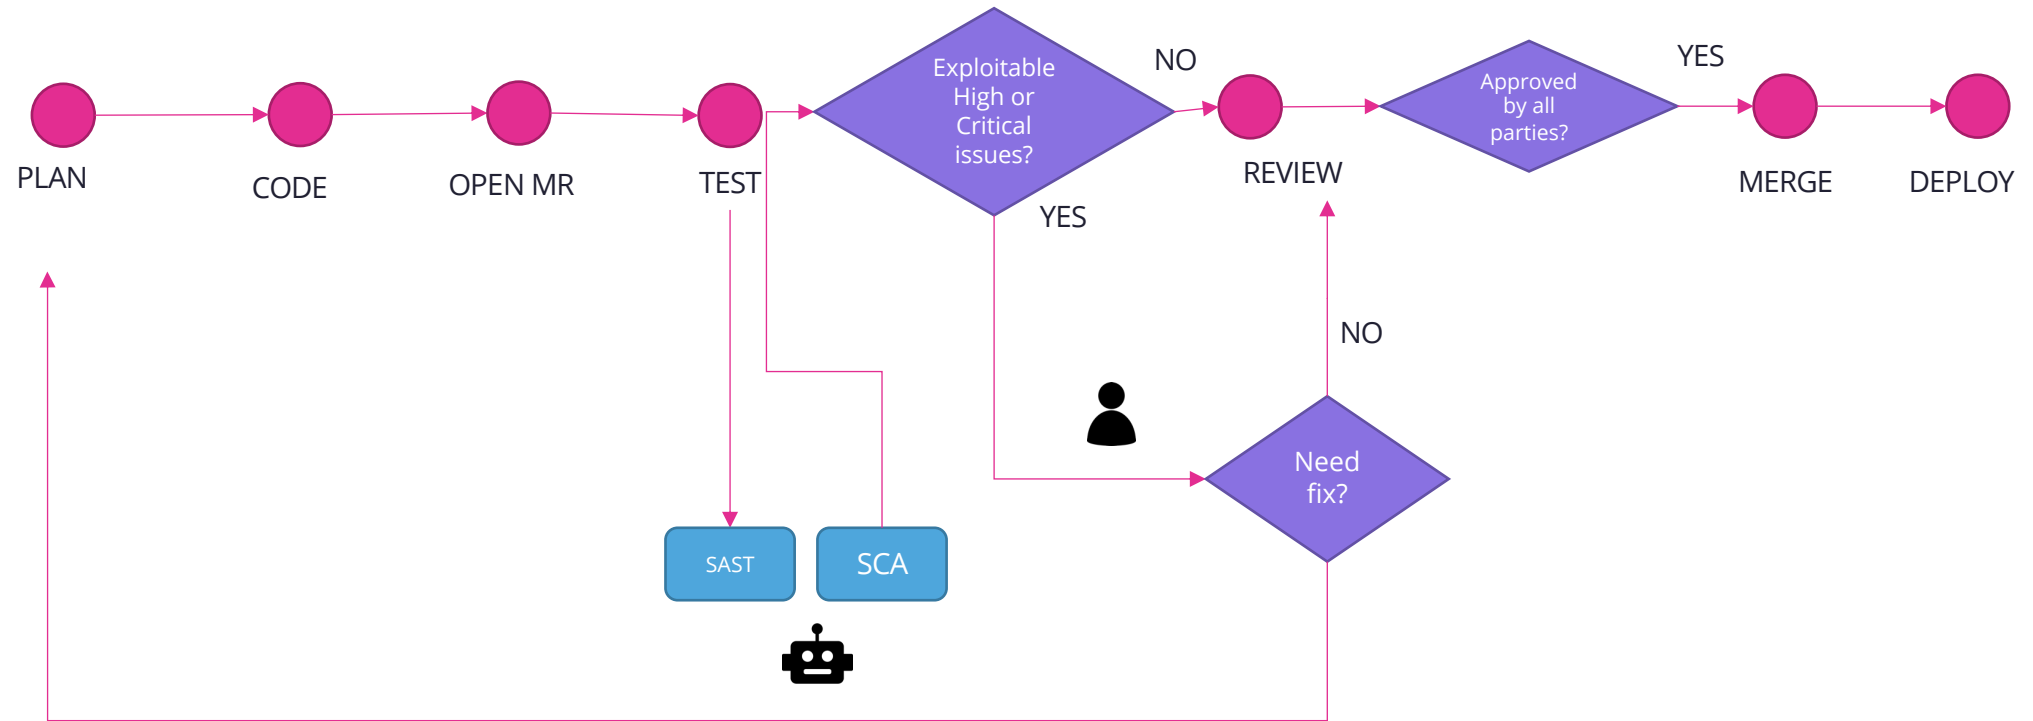 PLAN
CODE
OPEN MR
TEST
Exploitable
High or
Critical
issues?
NO
YES
REVIEW
Approved
by all
parties?
YES
MERGE
DEPLOY
NO
Need
fix?
SAST
SCA